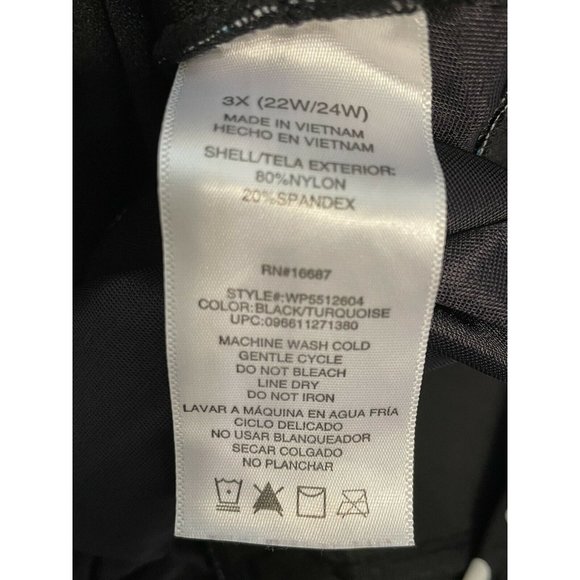 3X (22W/24W)
MADE IN VIETNAM
HECHO EN VIETNAM
SHELL/TELA EXTERIOR:
80%NYLON
20%SPANDEX
RN#16687
STYLE#:WP5512604
COLOR:BLACK/TURQUOISE
UPC:096611271380
MACHINE WASH COLD
GENTLE CYCLE
DO NOT BLEACH
LINE DRY
DO NOT IRON
LAVAR A MÁQUINA EN AGUA FRÍA
CICLO DELICADO
NO USAR BLANQUEADOR
SECAR COLGADO
NO PLANCHAR